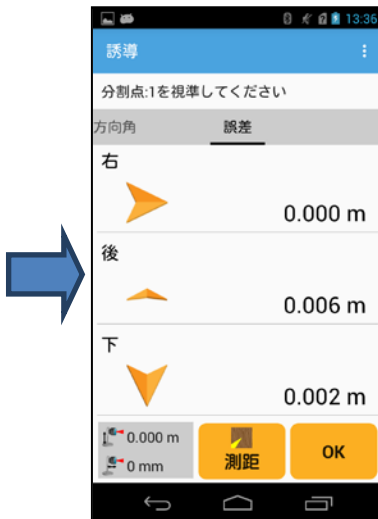 13:36
誘導
分割点:1を視準してください
方向角 誤差
右
0.000 m
後
0.006 m
下
0.002 m
0.000 m
0 mm
測距
OK